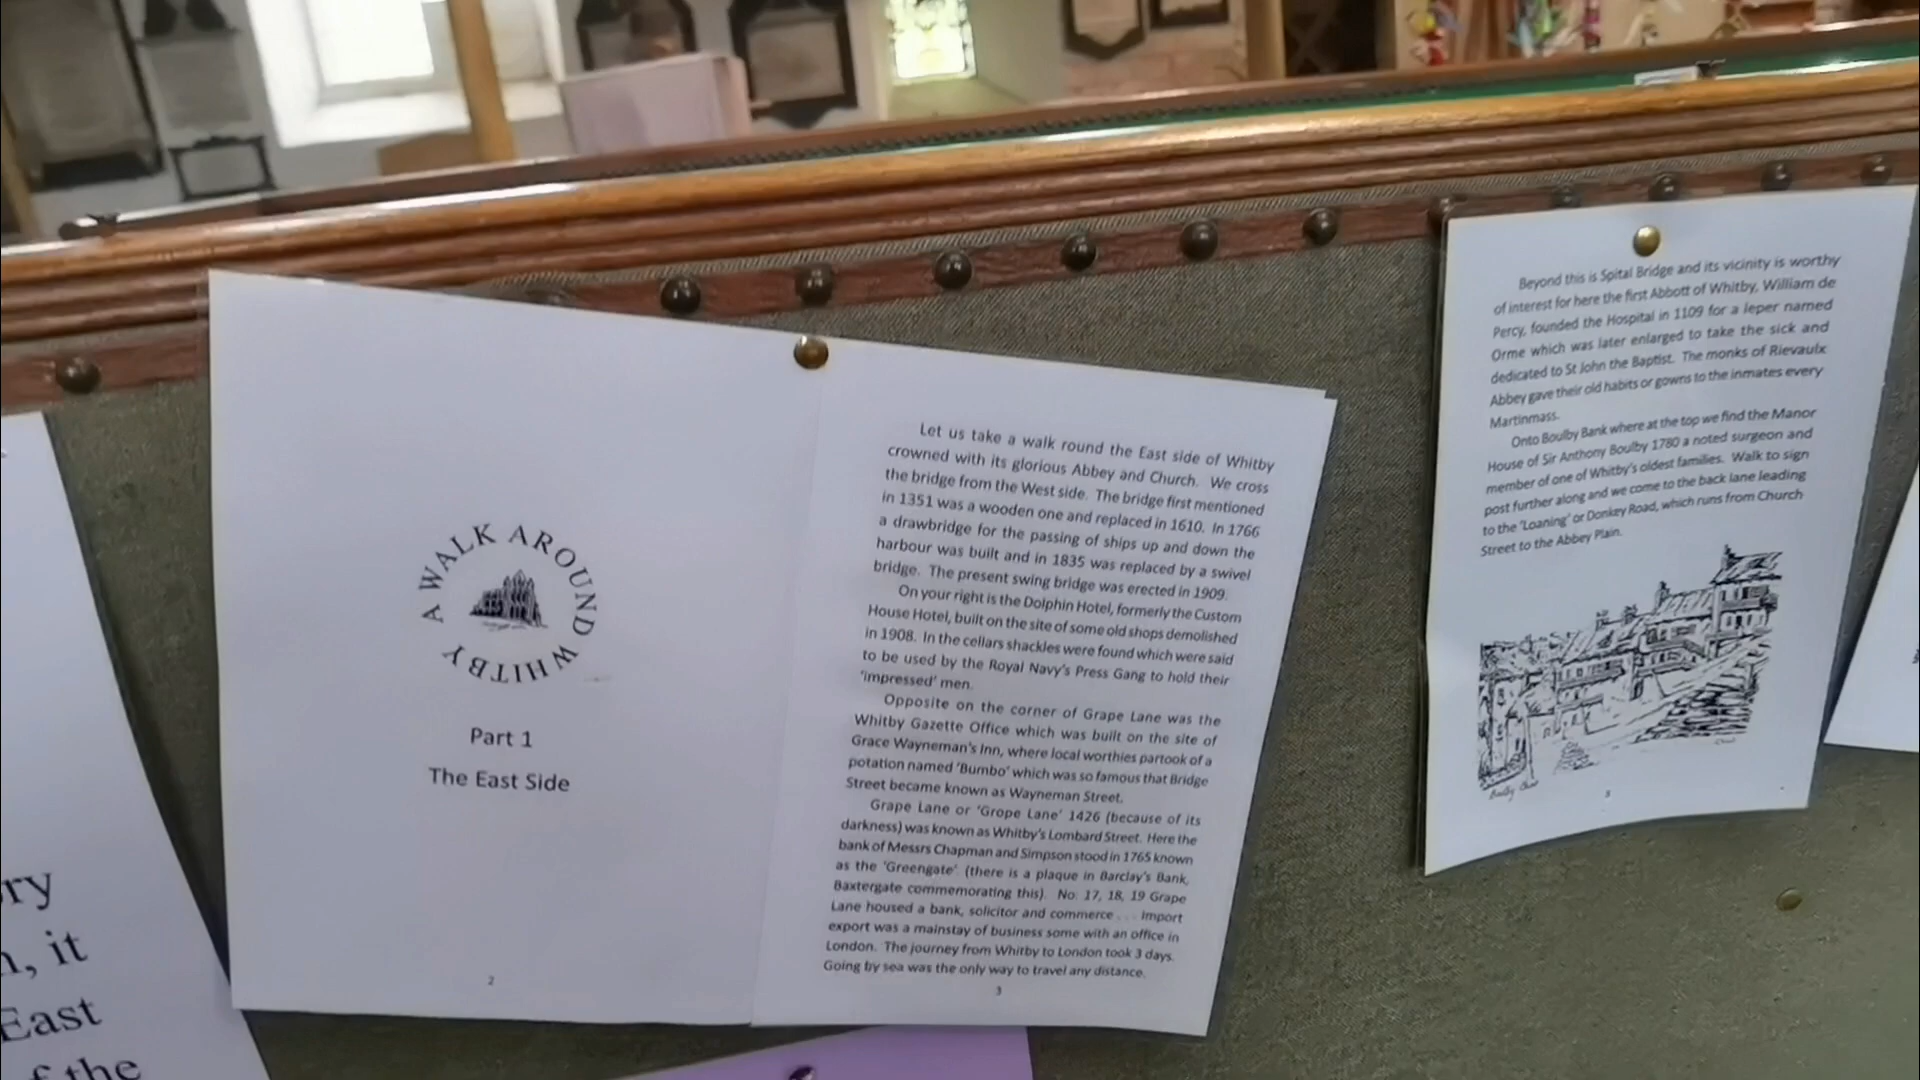 ry
n, it
East
f the
A WALK AROUND WHITBY
Part 1
The East Side
2
Let us take a walk round the East side of Whitby
crowned with its glorious Abbey and Church. We cross
the bridge from the West side. The bridge first mentioned
in 1351 was a wooden one and replaced in 1610. In 1766
a drawbridge for the passing of ships up and down the
harbour was built and in 1835 was replaced by a swivel
bridge. The present swing bridge was erected in 1909.
On your right is the Dolphin Hotel, formerly the Custom
House Hotel, built on the site of some old shops demolished
in 1908. In the cellars shackles were found which were said
to be used by the Royal Navy's Press Gang to hold their
'impressed' men.
Opposite on the corner of Grape Lane was the
Whitby Gazette Office which was built on the site of
Grace Wayneman's Inn, where local worthies partook of a
potation named 'Bumbo' which was so famous that Bridge
Street became known as Wayneman Street.
Grape Lane or 'Grope Lane' 1426 (because of its
darkness) was known as Whitby's Lombard Street. Here the
bank of Messrs Chapman and Simpson stood in 1765 known
as the 'Greengate'. (there is a plaque in Barclay's Bank,
Baxtergate commemorating this). No: 17, 18, 19 Grape
Lane housed a bank, solicitor and commerce ... Import
export was a mainstay of business some with an office in
London. The journey from Whitby to London took 3 days.
Going by sea was the only way to travel any distance.
3
Beyond this is Spital Bridge and its vicinity is worthy
of interest for here the first Abbott of Whitby, William de
Percy, founded the Hospital in 1109 for a leper named
Orme which was later enlarged to take the sick and
dedicated to St John the Baptist. The monks of Rievaulx
Abbey gave their old habits or gowns to the inmates every
Martinmass.
Onto Boulby Bank where at the top we find the Manor
House of Sir Anthony Boulby 1780 a noted surgeon and
member of one of Whitby's oldest families. Walk to sign
post further along and we come to the back lane leading
to the 'Loaning' or Donkey Road, which runs from Church
Street to the Abbey Plain.
Boulby